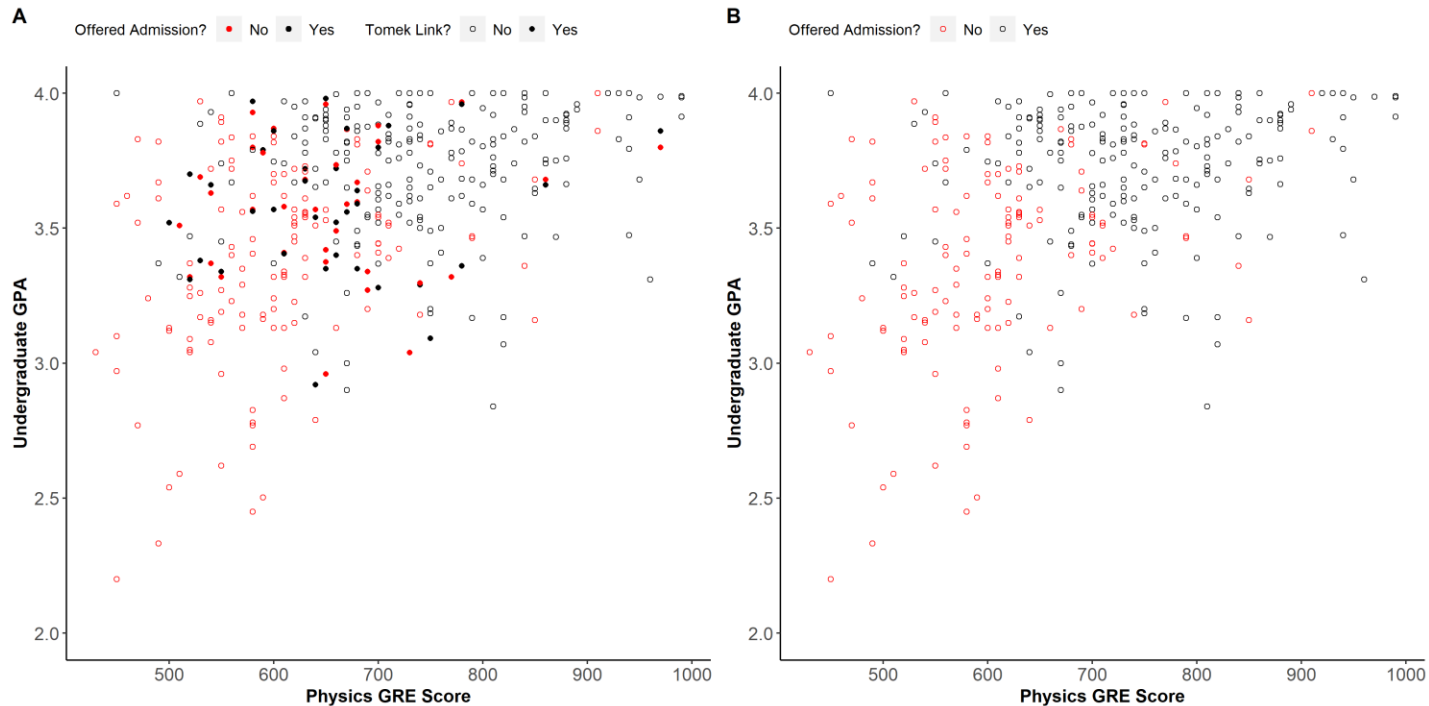 A
Offered Admission? No Yes Tomek Link? No Yes
4.0
3.5
3.0
2.5
2.0
Undergraduate GPA
500 600 700 800 900 1000
Physics GRE Score
B
Offered Admission? No Yes
4.0
3.5
3.0
2.5
2.0
Undergraduate GPA
500 600 700 800 900 1000
Physics GRE Score